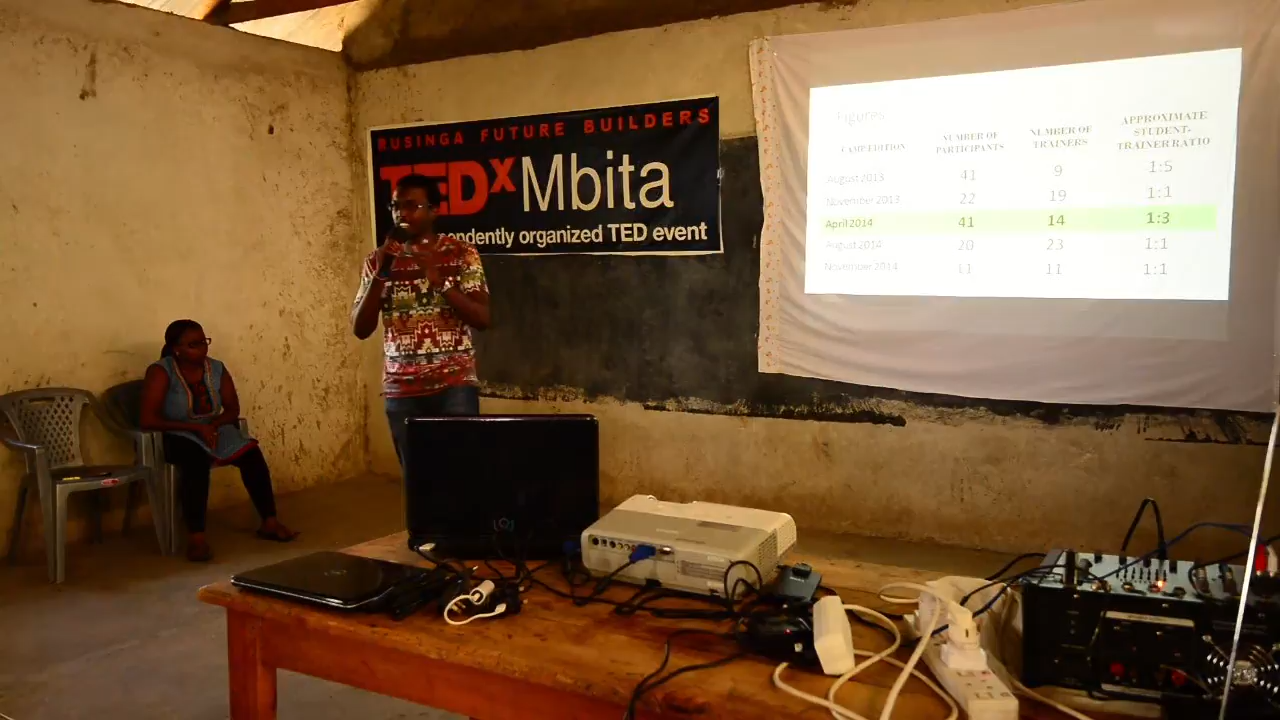 RUSINGA FUTURE BUILDERS
TEDx Mbita
pendently organized TED event
Figures
CAMP EDITION NUMBER OF PARTICIPANTS NUMBER OF TRAINERS APPROXIMATE STUDENT-TRAINER RATIO
August 2013 41 9 1:5
November 2013 22 19 1:1
April 2014 41 14 1:3
August 2014 20 23 1:1
November 2014 11 11 1:1